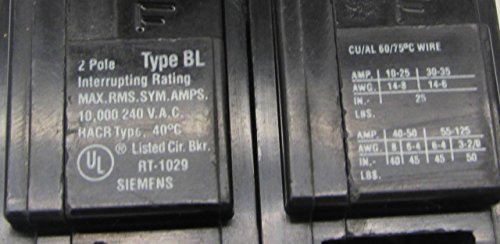 2 Pole Type BL
Interrupting Rating
MAX. RMS. SYM. AMPS.
10,000 240 V.A.C.
HACR Type, 40°C
UL ® Listed Cir. Bkr.
RT-1029
SIEMENS
CU/AL 60/75°C WIRE
AMP. 10-25 30-35
AWG. 14-8 14-6
IN.- 25
LBS.
AMP. 40-50 55-125
AWG. 8 6-4 6-4 3-2/0
IN.- 40 45 45 50
LBS.